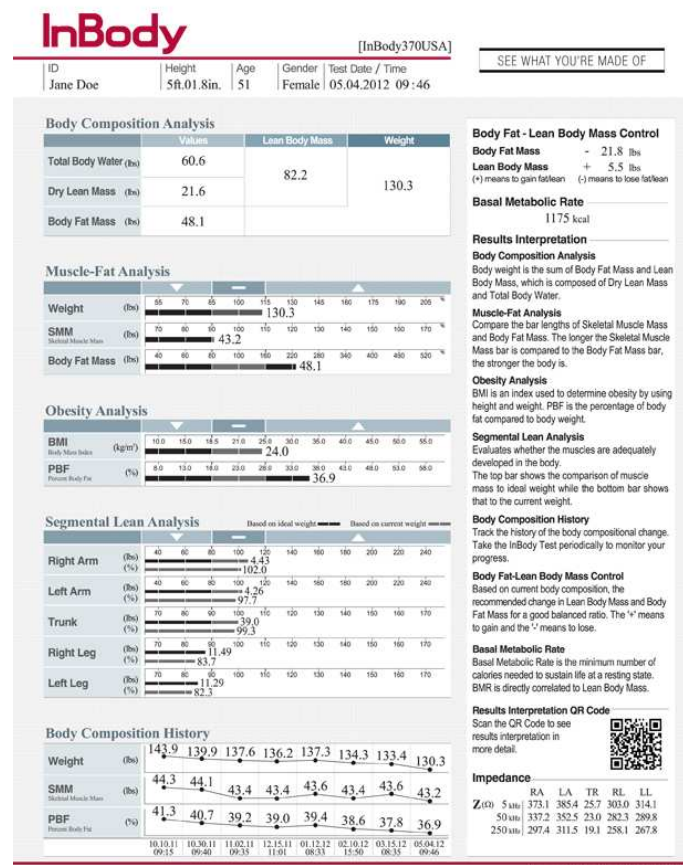 InBody
[InBody370USA]
SEE WHAT YOU'RE MADE OF
ID Height Age Gender Test Date / Time
Jane Doe 5ft.01.8in. 51 Female 05.04.2012 09:46
Body Composition Analysis
Values Lean Body Mass Weight
Total Body Water (lbs) 60.6
82.2
130.3
Dry Lean Mass (lbs) 21.6
Body Fat Mass (lbs) 48.1
Muscle-Fat Analysis
Weight (lbs) 55 70 85 100 115 130 145 160 175 190 205 %
130.3
SMM (lbs) 70 80 90 100 110 120 130 140 150 160 170 %
Skeletal Muscle Mass
43.2
Body Fat Mass (lbs) 40 60 80 100 160 220 280 340 400 460 520 %
48.1
Obesity Analysis
BMI (kg/m²) 10.0 15.0 18.5 21.0 25.0 30.0 35.0 40.0 45.0 50.0 55.0
Body Mass Index
24.0
PBF (%) 8.0 13.0 18.0 23.0 28.0 33.0 38.0 43.0 48.0 53.0 58.0
Percent Body Fat
36.9
Segmental Lean Analysis
Based on ideal weight Based on current weight
Right Arm (lbs) (%) 40 60 80 100 120 140 160 180 200 220 240
4.43
102.0
Left Arm (lbs) (%) 40 60 80 100 120 140 160 180 200 220 240
4.26
97.7
Trunk (lbs) (%) 70 80 90 100 110 120 130 140 150 160 170
39.0
99.3
Right Leg (lbs) (%) 70 80 90 100 110 120 130 140 150 160 170
11.49
83.7
Left Leg (lbs) (%) 70 80 90 100 110 120 130 140 150 160 170
11.29
82.3
Body Composition History
Weight (lbs) 143.9 139.9 137.6 136.2 137.3 134.3 133.4 130.3
SMM (lbs) 44.3 44.1 43.4 43.4 43.6 43.4 43.6 43.2
Skeletal Muscle Mass
PBF (%) 41.3 40.7 39.2 39.0 39.4 38.6 37.8 36.9
Percent Body Fat
10.10.11 10.30.11 11.02.11 12.15.11 01.12.12 02.10.12 03.15.12 05.04.12
09:15 09:40 09:35 11:01 08:33 15:50 08:35 09:46
Body Fat - Lean Body Mass Control
Body Fat Mass - 21.8 lbs
Lean Body Mass + 5.5 lbs
(+) means to gain fat/lean (-) means to lose fat/lean
Basal Metabolic Rate
1175 kcal
Results Interpretation
Body Composition Analysis
Body weight is the sum of Body Fat Mass and Lean
Body Mass, which is composed of Dry Lean Mass
and Total Body Water.
Muscle-Fat Analysis
Compare the bar lengths of Skeletal Muscle Mass
and Body Fat Mass. The longer the Skeletal Muscle
Mass bar is compared to the Body Fat Mass bar,
the stronger the body is.
Obesity Analysis
BMI is an index used to determine obesity by using
height and weight. PBF is the percentage of body
fat compared to body weight.
Segmental Lean Analysis
Evaluates whether the muscles are adequately
developed in the body.
The top bar shows the comparison of muscle
mass to ideal weight while the bottom bar shows
that to the current weight.
Body Composition History
Track the history of the body compositional change.
Take the InBody Test periodically to monitor your
progress.
Body Fat-Lean Body Mass Control
Based on current body composition, the
recommended change in Lean Body Mass and Body
Fat Mass for a good balanced ratio. The '+' means
to gain and the '-' means to lose.
Basal Metabolic Rate
Basal Metabolic Rate is the minimum number of
calories needed to sustain life at a resting state.
BMR is directly correlated to Lean Body Mass.
Results Interpretation QR Code
Scan the QR Code to see
results interpretation in
more detail.
Impedance
RA LA TR RL LL
Z(Ω) 5 kHz 373.1 385.4 25.7 303.0 314.1
50 kHz 337.2 352.5 23.0 282.3 289.8
250 kHz 297.4 311.5 19.1 258.1 267.8